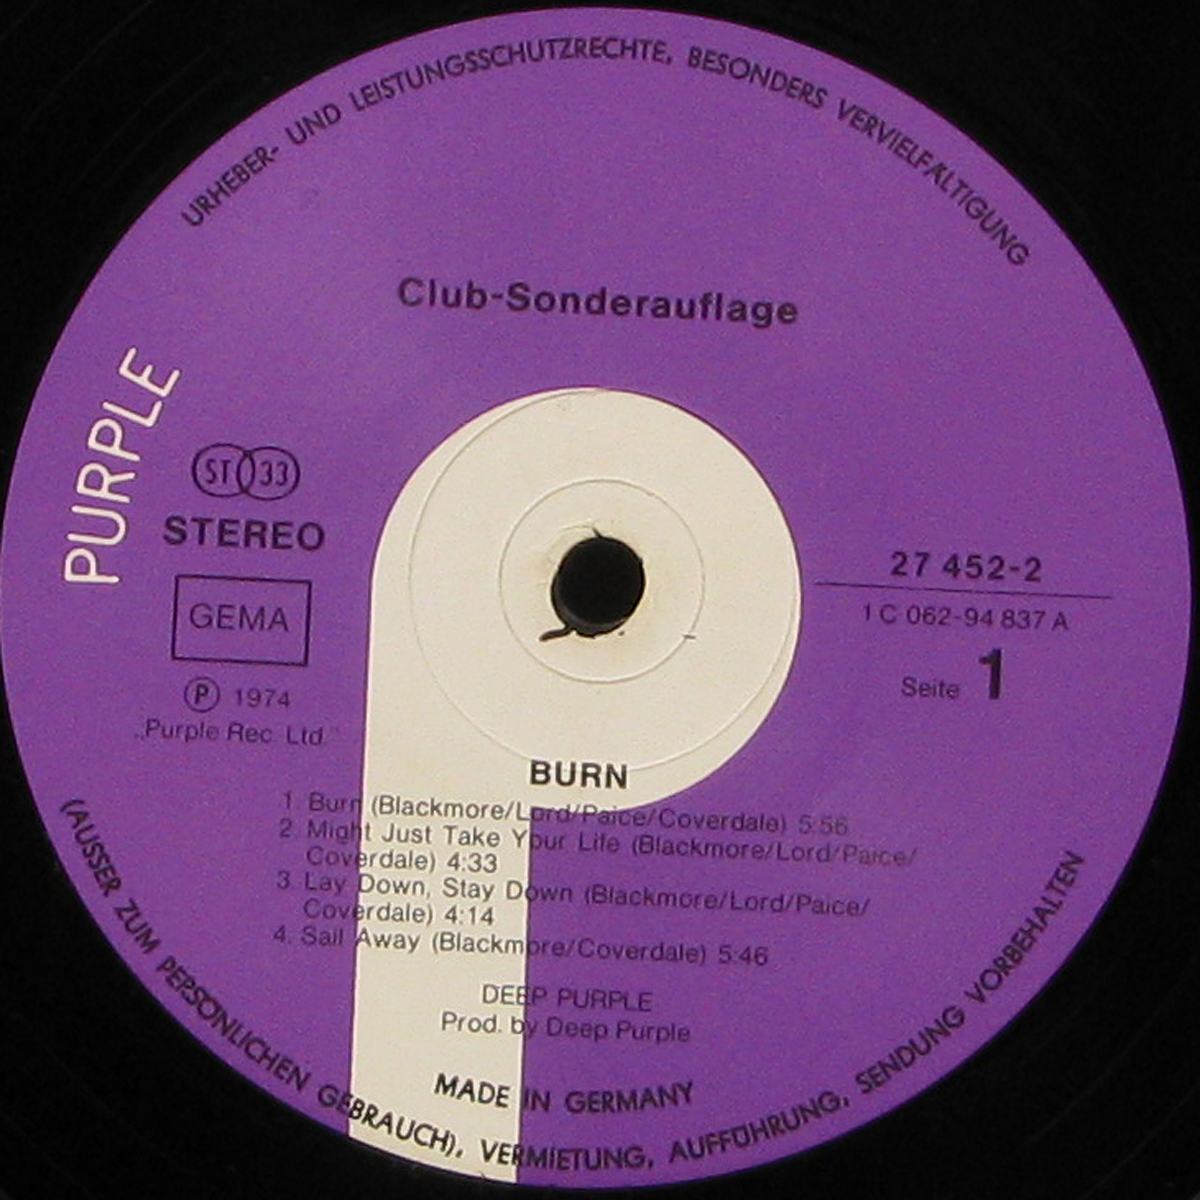 URHEBER- UND LEISTUNGSSCHUTZRECHTE, BESONDERS VERVIELFÄLTIGUNG
Club-Sonderauflage
PURPLE
ST 33
STEREO
GEMA
Ⓟ 1974
„Purple Rec. Ltd.“
27 452-2
1 C 062-94 837 A
Seite 1
BURN
1. Burn (Blackmore/Lord/Paice/Coverdale) 5:56
2. Might Just Take Your Life (Blackmore/Lord/Paice/
Coverdale) 4:33
3. Lay Down, Stay Down (Blackmore/Lord/Paice/
Coverdale) 4:14
4. Sail Away (Blackmore/Coverdale) 5:46
DEEP PURPLE
Prod. by Deep Purple
MADE IN GERMANY
(AUSSER ZUM PERSÖNLICHEN GEBRAUCH), VERMIETUNG, AUFFÜHRUNG, SENDUNG VORBEHALTEN